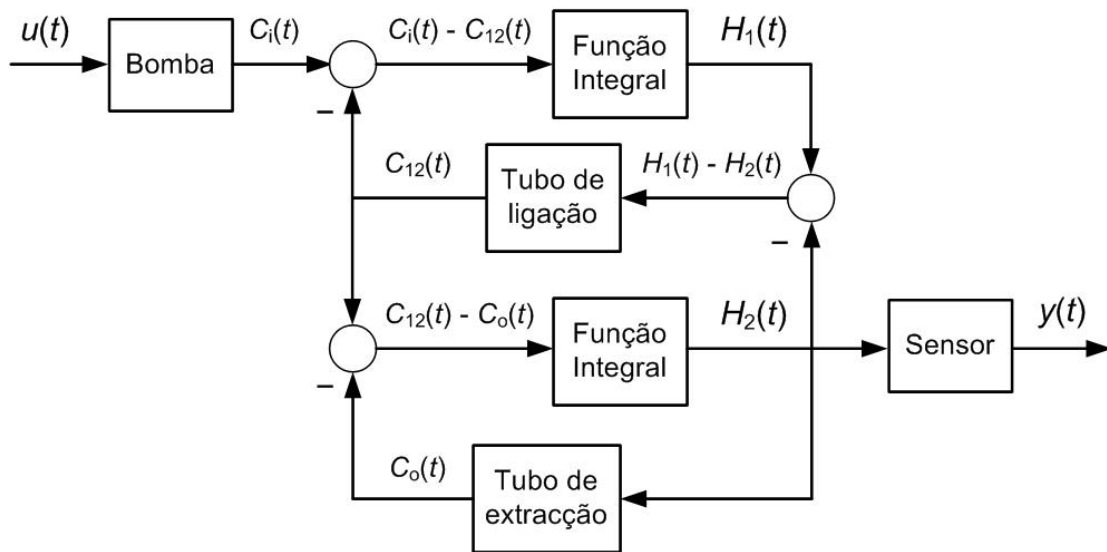 u(t)
Bomba
Ci(t)
Ci(t) - C12(t)
Função
Integral
H1(t)
–
C12(t)
Tubo de
ligação
H1(t) - H2(t)
–
C12(t) - Co(t)
Função
Integral
H2(t)
Sensor
y(t)
–
Co(t)
Tubo de
extracção